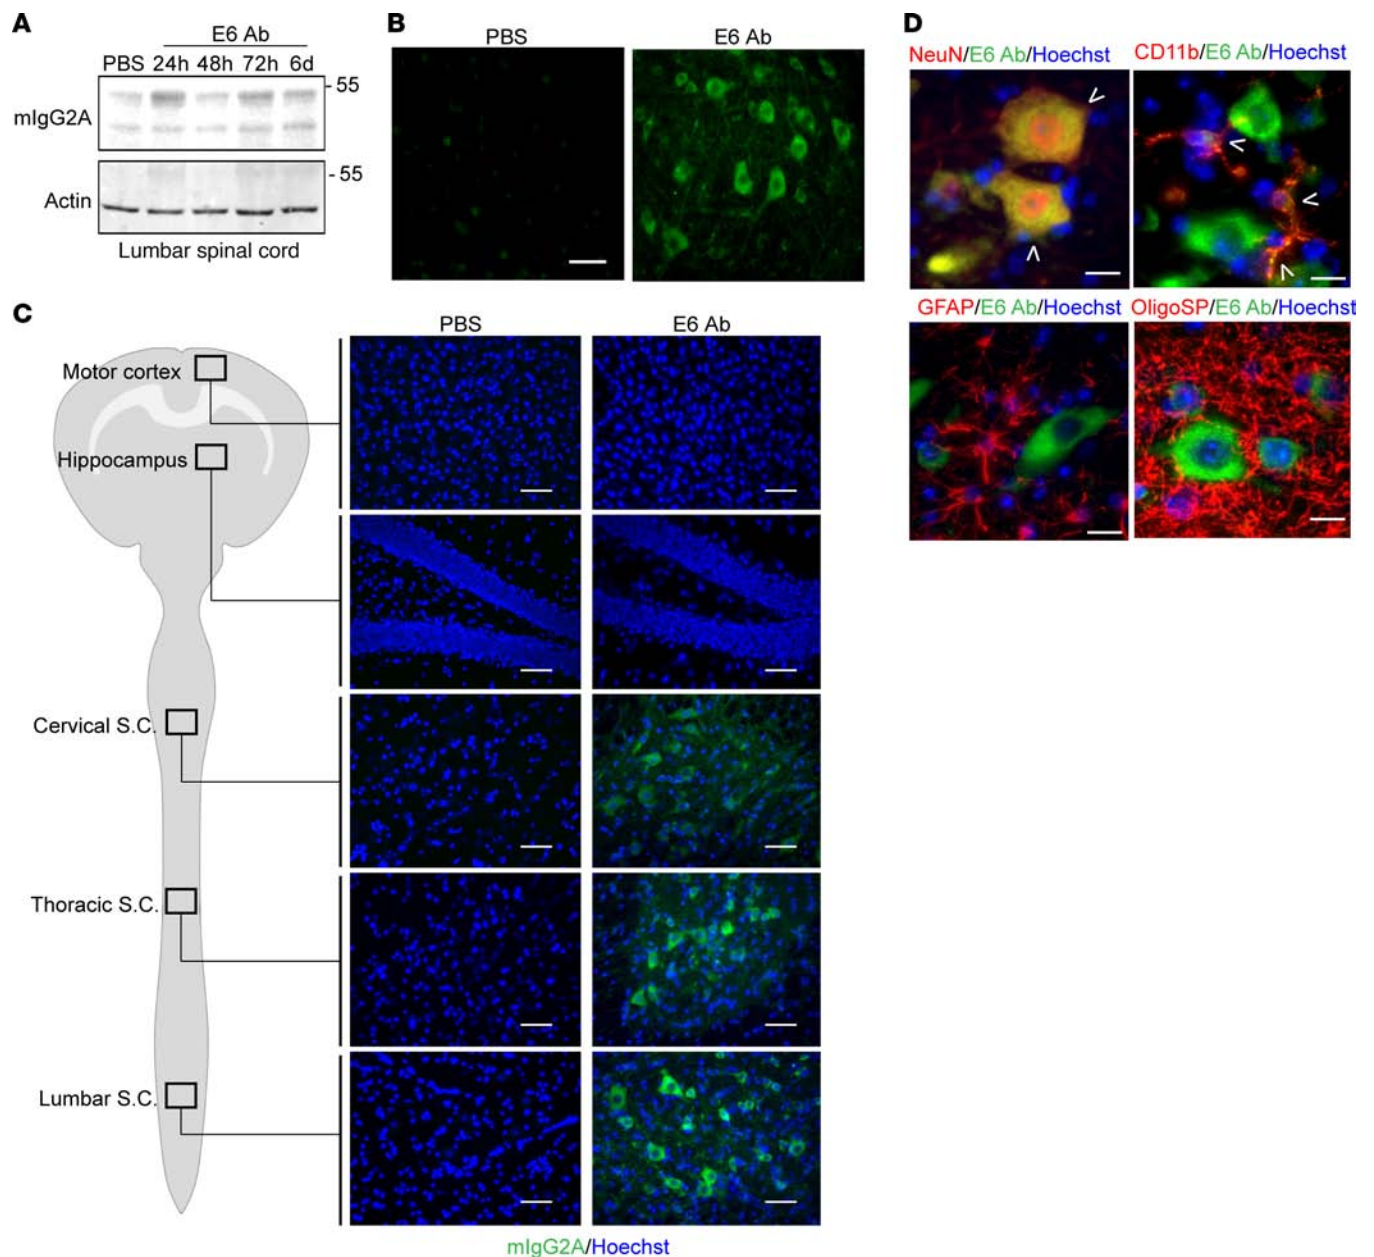 A
E6 Ab
PBS 24h 48h 72h 6d
mIgG2A
- 55
Actin
- 55
Lumbar spinal cord
B
PBS
E6 Ab
C
PBS
E6 Ab
Motor cortex
Hippocampus
Cervical S.C.
Thoracic S.C.
Lumbar S.C.
mIgG2A/Hoechst
D
NeuN/E6 Ab/Hoechst
CD11b/E6 Ab/Hoechst
GFAP/E6 Ab/Hoechst
OligoSP/E6 Ab/Hoechst